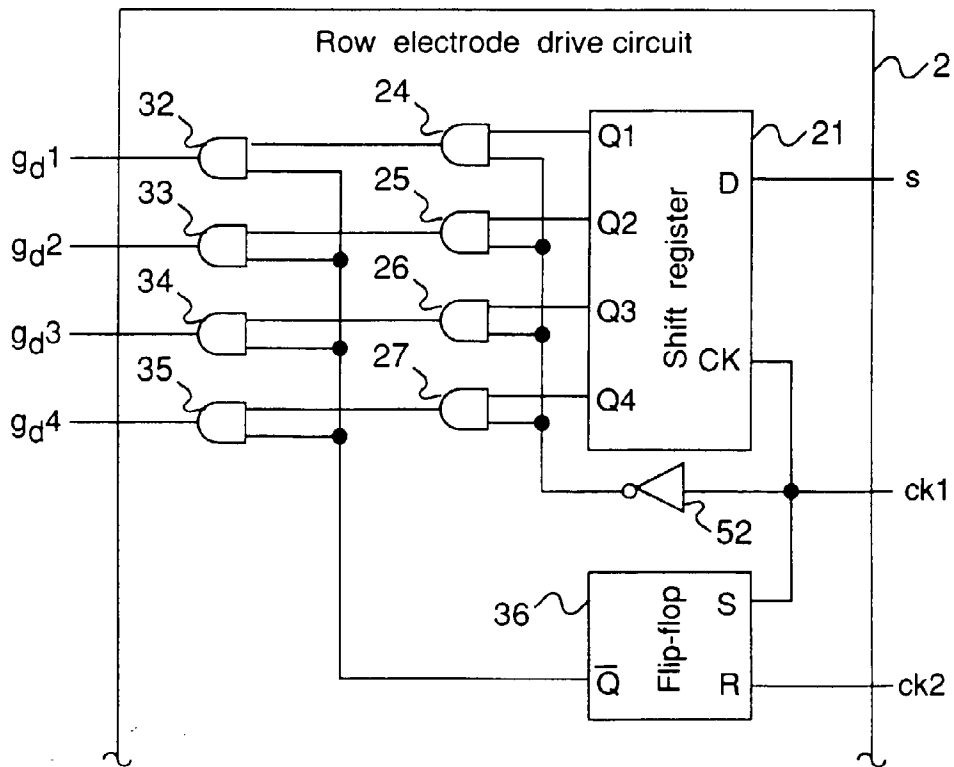 Row electrode drive circuit
2
32
24
Q1
21
gd1
D
s
33
25
Q2
gd2
34
26
Q3
Shift register
gd3
CK
35
27
Q4
gd4
ck1
52
36
Flip-flop
S
Q̅
R
ck2